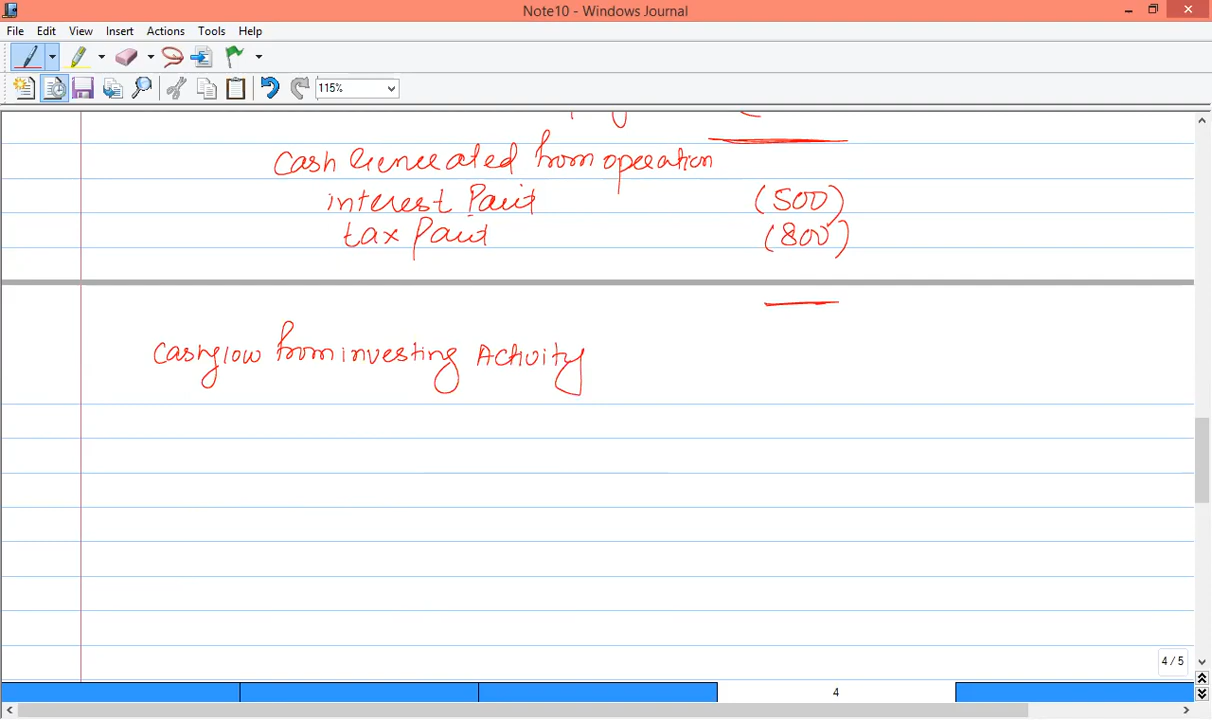 Note10 - Windows Journal
File Edit View Insert Actions Tools Help
115%
Cash Generated from operation
interest Paid (500)
tax Paid (800)
Cashflow from investing Activity
4 / 5
4